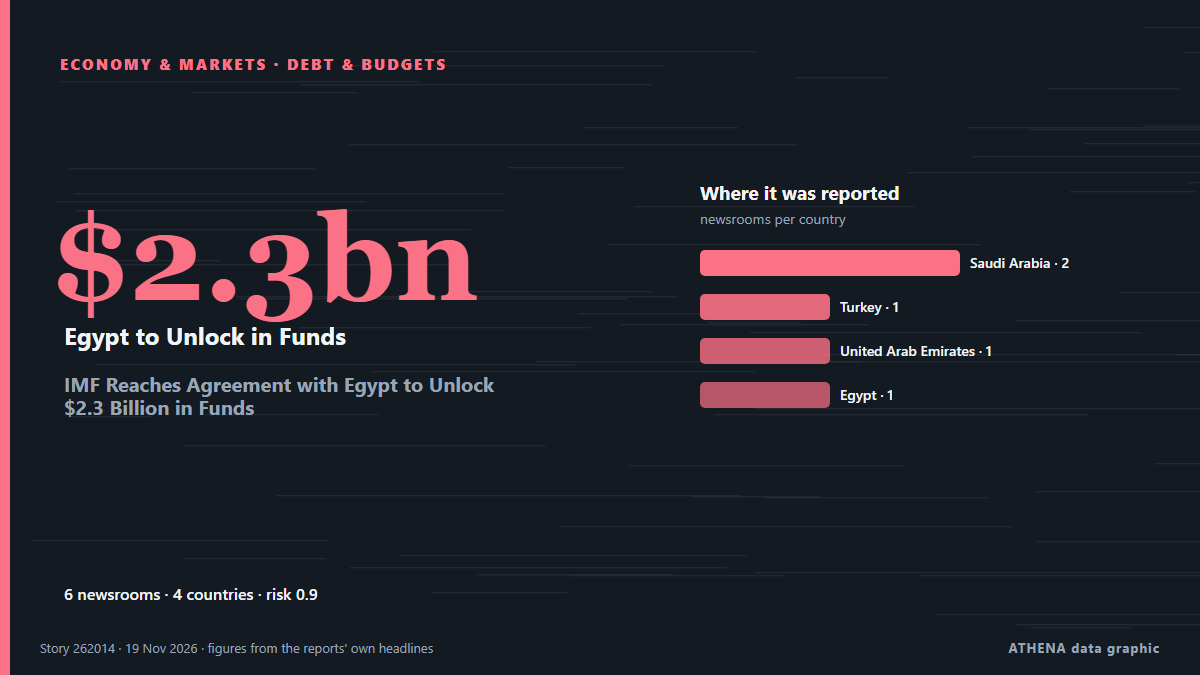 ECONOMY & MARKETS · DEBT & BUDGETS
$2.3bn
Egypt to Unlock in Funds
IMF Reaches Agreement with Egypt to Unlock
$2.3 Billion in Funds
Where it was reported
newsrooms per country
Saudi Arabia · 2
Turkey · 1
United Arab Emirates · 1
Egypt · 1
6 newsrooms · 4 countries · risk 0.9
Story 262014 · 19 Nov 2026 · figures from the reports' own headlines
ATHENA data graphic